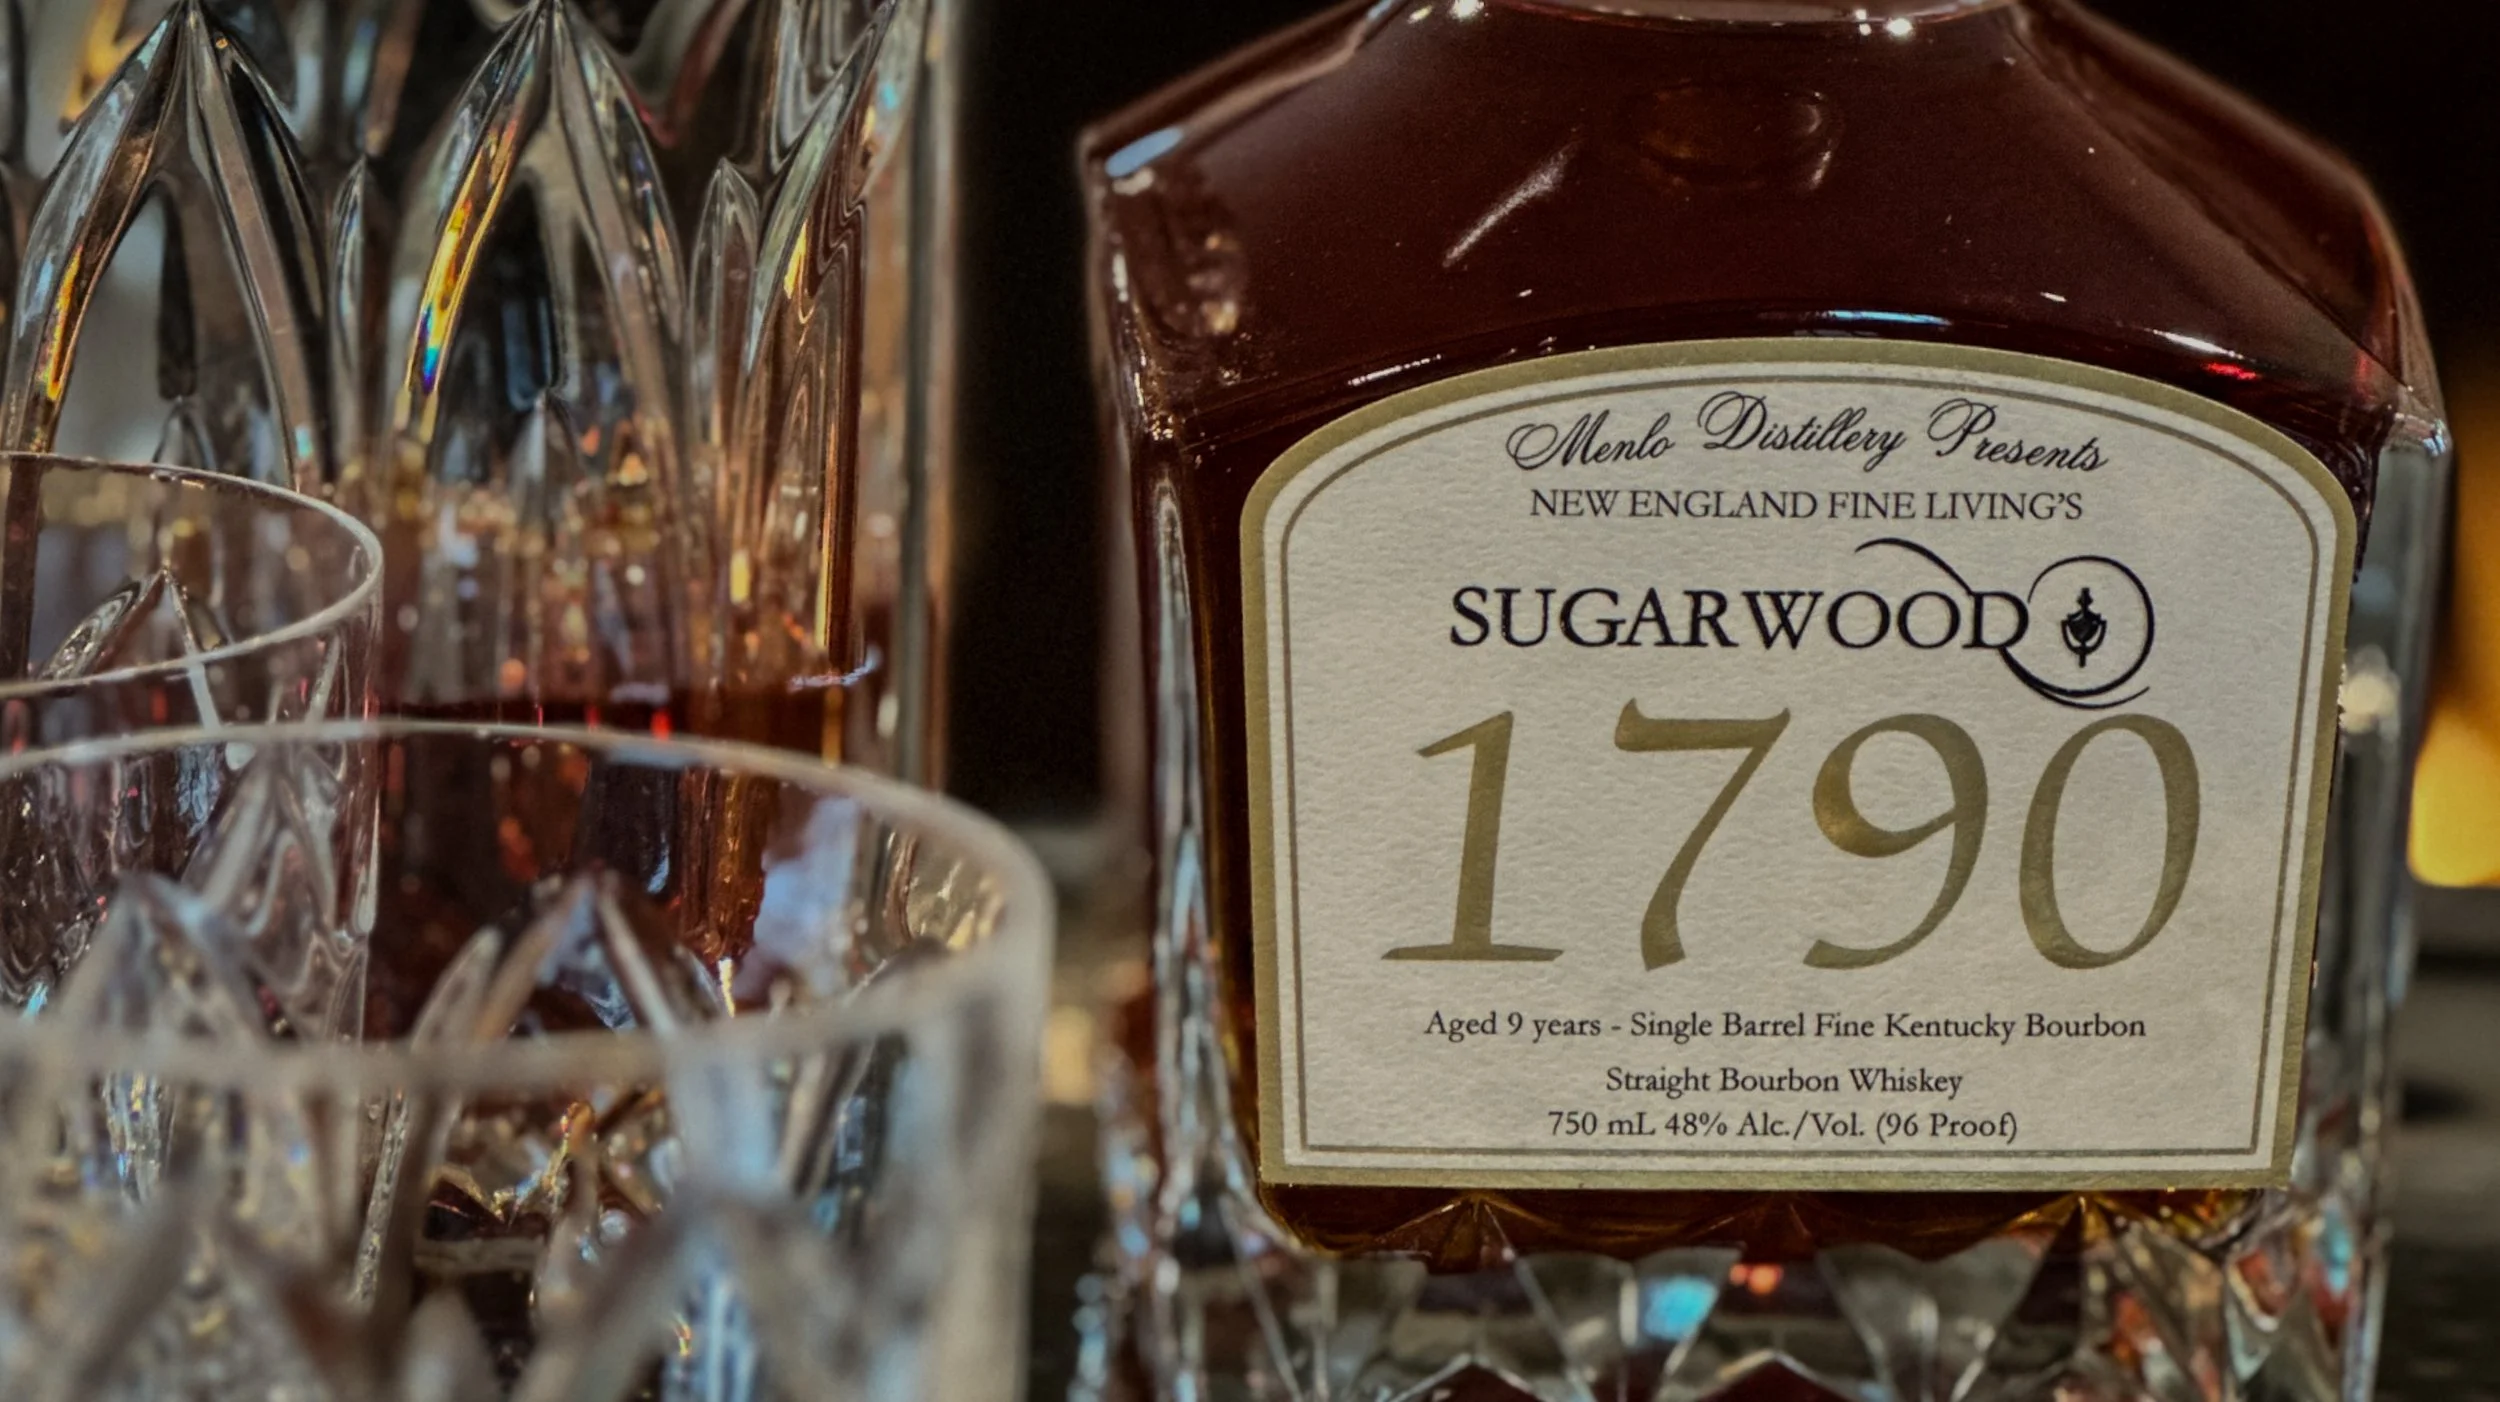 Menlo Distillery Presents
NEW ENGLAND FINE LIVING'S
SUGARWOOD
1790
Aged 9 years - Single Barrel Fine Kentucky Bourbon
Straight Bourbon Whiskey
750 mL 48% Alc./Vol. (96 Proof)